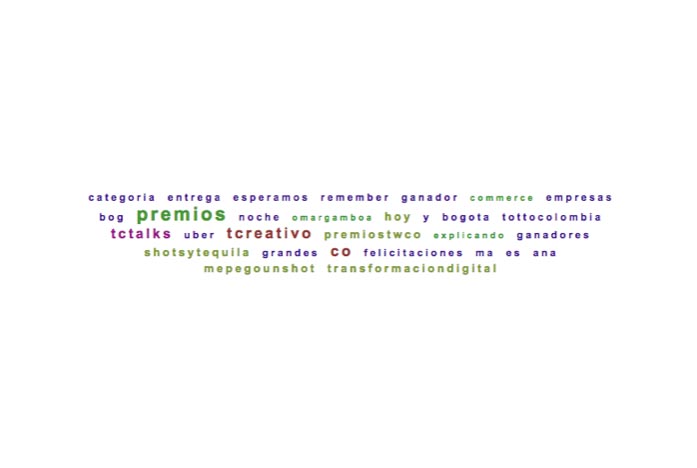 categoria entrega esperamos remember ganador commerce empresas
bog premios noche omargamboa hoy y bogota tottocolombia
tctalks uber tcreativo premiostwco explicando ganadores
shotsytequila grandes co felicitaciones ma es ana
mepegounshot transformaciondigital